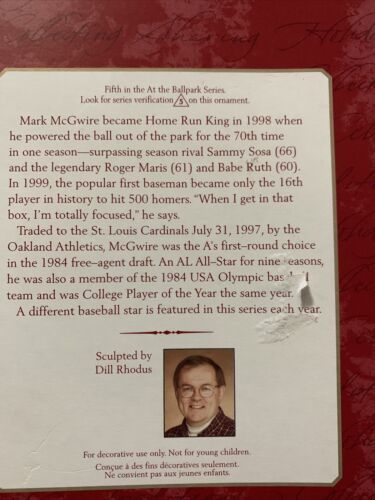 Fifth in the At the Ballpark Series.
Look for series verification 5 on this ornament.
Mark McGwire became Home Run King in 1998 when
he powered the ball out of the park for the 70th time
in one season—surpassing season rival Sammy Sosa (66)
and the legendary Roger Maris (61) and Babe Ruth (60).
In 1999, the popular first baseman became only the 16th
player in history to hit 500 homers. "When I get in that
box, I'm totally focused," he says.
Traded to the St. Louis Cardinals July 31, 1997, by the
Oakland Athletics, McGwire was the A's first–round choice
in the 1984 free–agent draft. An AL All–Star for nine seasons,
he was also a member of the 1984 USA Olympic baseball
team and was College Player of the Year the same year.
A different baseball star is featured in this series each year.
Sculpted by
Dill Rhodus
For decorative use only. Not for young children.
Conçue à des fins décoratives seulement.
Ne convient pas aux jeunes enfants.